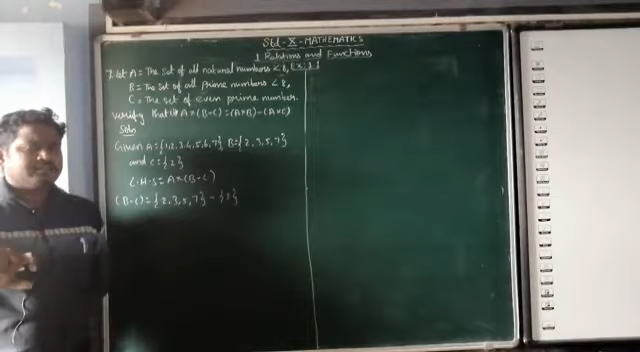 Std - X - MATHEMATICS
1 Relations and Functions
7. Let A = The set of all natural numbers < 8,
B = The set of all prime numbers < 8,
C = The set of even prime number.
verify that A × (B - C) = (A × B) - (A × C)
Soln
Given A = {1,2,3,4,5,6,7} B = {2,3,5,7}
and C = {2}
L.H.S = A × (B - C)
(B - C) = {2,3,5,7} - {2}